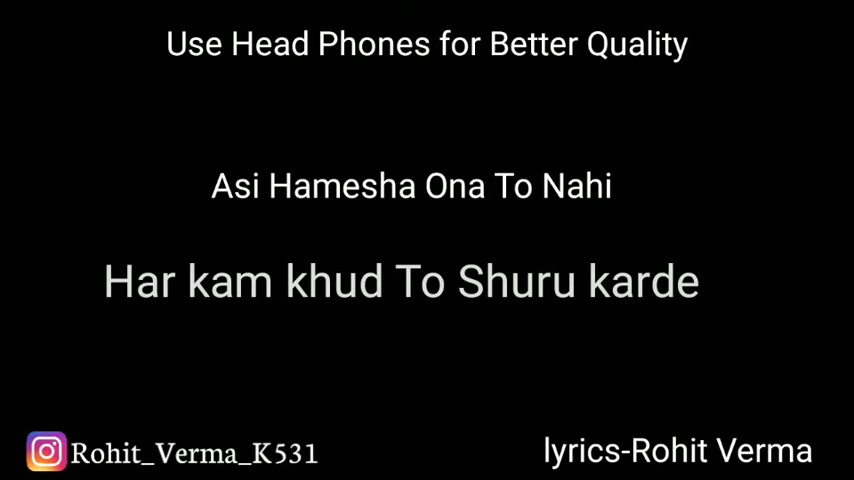 Use Head Phones for Better Quality
Asi Hamesha Ona To Nahi
Har kam khud To Shuru karde
Rohit_Verma_K531
lyrics-Rohit Verma